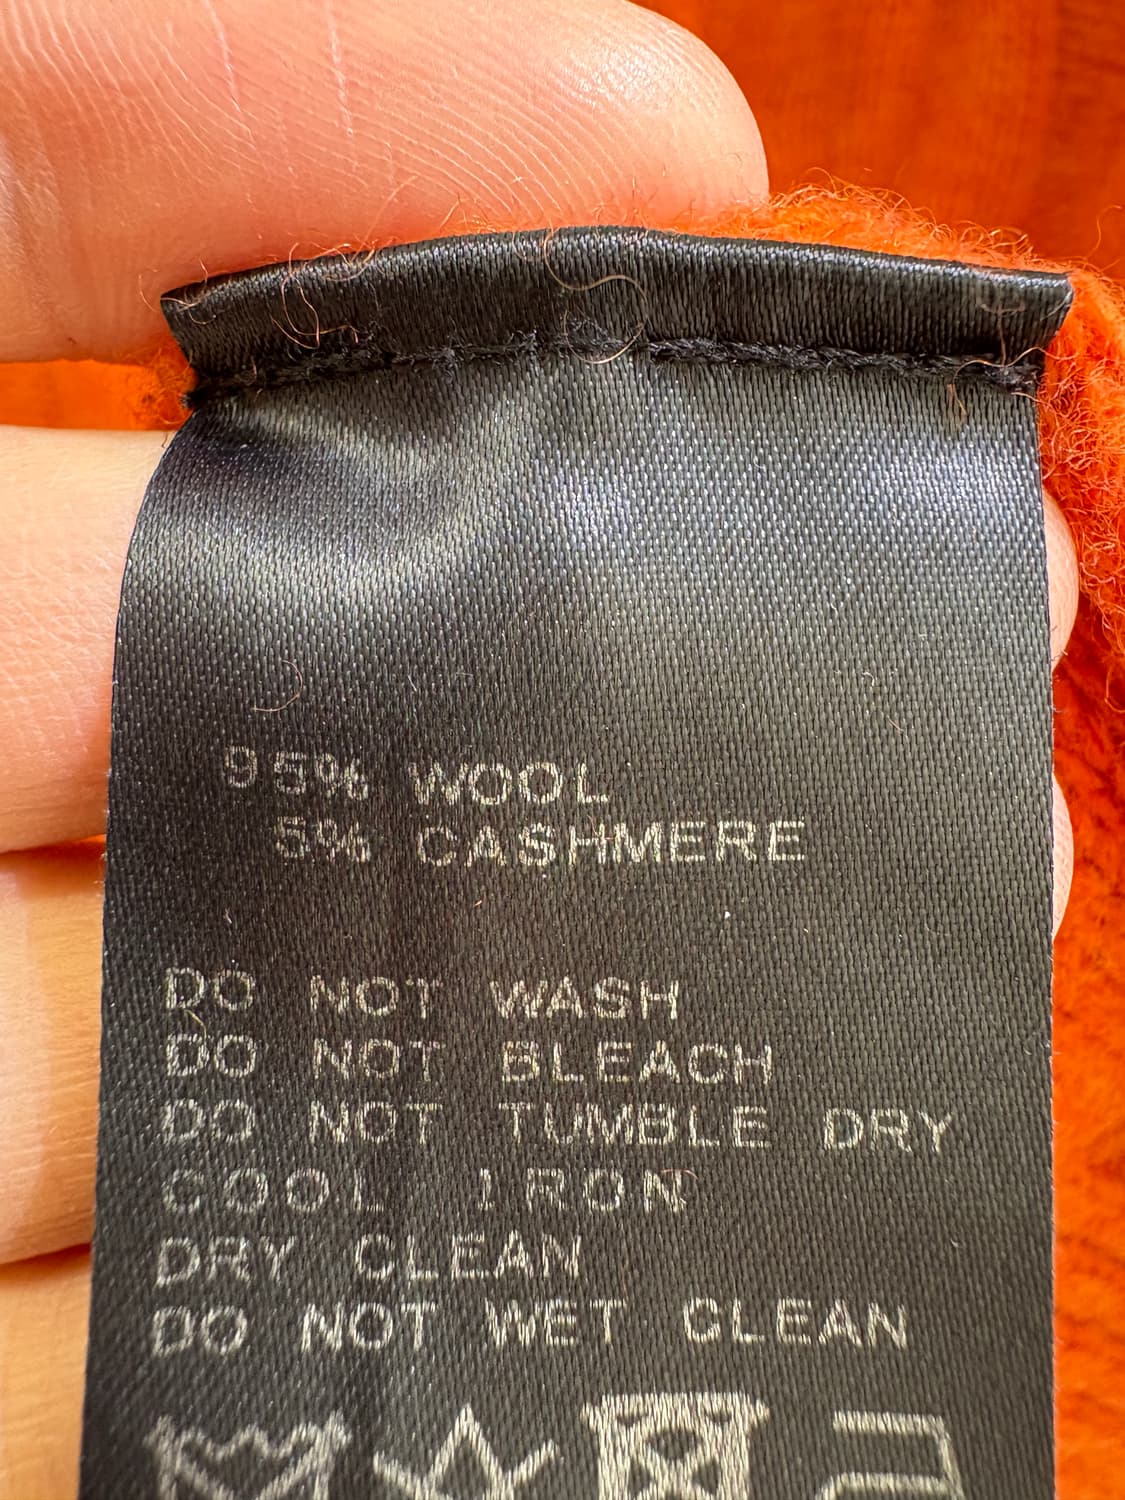 95% WOOL
5% CASHMERE
DO NOT WASH
DO NOT BLEACH
DO NOT TUMBLE DRY
COOL IRON
DRY CLEAN
DO NOT WET CLEAN